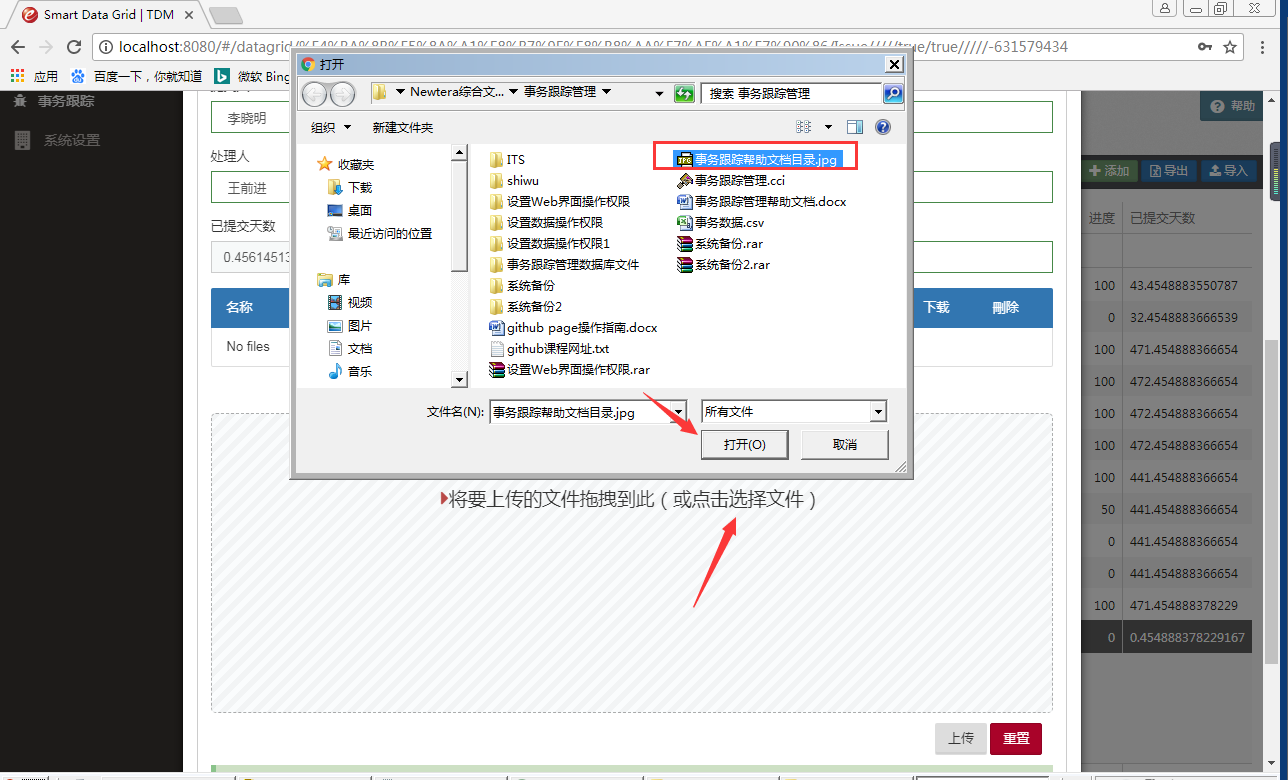 Smart Data Grid | TDM
localhost:8080/#/datagrid/%E4%BA%8B%E5%8A%A1%E8%B7%9F%E8%B8%AA%E7%AE%A1%E7%90%86/Issue/////true/true/////-631579434
应用 百度一下，你就知道 微软 Bing
事务跟踪
系统设置
李晓明
处理人
王前进
已提交天数
0.45614513
名称 下载 刪除
No files
帮助
添加 导出 导入
进度 已提交天数
100 43.4548883550787
0 32.4548883666539
100 471.454888366654
100 472.454888366654
100 472.454888366654
100 472.454888366654
100 441.454888366654
50 441.454888366654
0 441.454888366654
0 441.454888366654
100 471.454888378229
0 0.454888378229167
打开
Newtera综合文... 事务跟踪管理
搜索 事务跟踪管理
组织 新建文件夹
收藏夹
下载
桌面
最近访问的位置
库
视频
图片
文档
音乐
ITS
shiwu
设置Web界面操作权限
设置数据操作权限
设置数据操作权限1
事务跟踪管理数据库文件
系统备份
系统备份2
github page操作指南.docx
github课程网址.txt
设置Web界面操作权限.rar
事务跟踪帮助文档目录.jpg
事务跟踪管理.cci
事务跟踪管理帮助文档.docx
事务数据.csv
系统备份.rar
系统备份2.rar
文件名(N): 事务跟踪帮助文档目录.jpg 所有文件
打开(O) 取消
将要上传的文件拖拽到此（或点击选择文件）
上传 重置